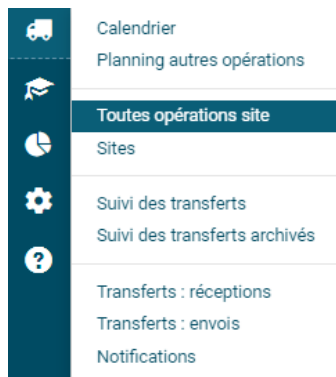 Calendrier
Planning autres opérations
Toutes opérations site
Sites
Suivi des transferts
Suivi des transferts archivés
Transferts : réceptions
Transferts : envois
Notifications
?